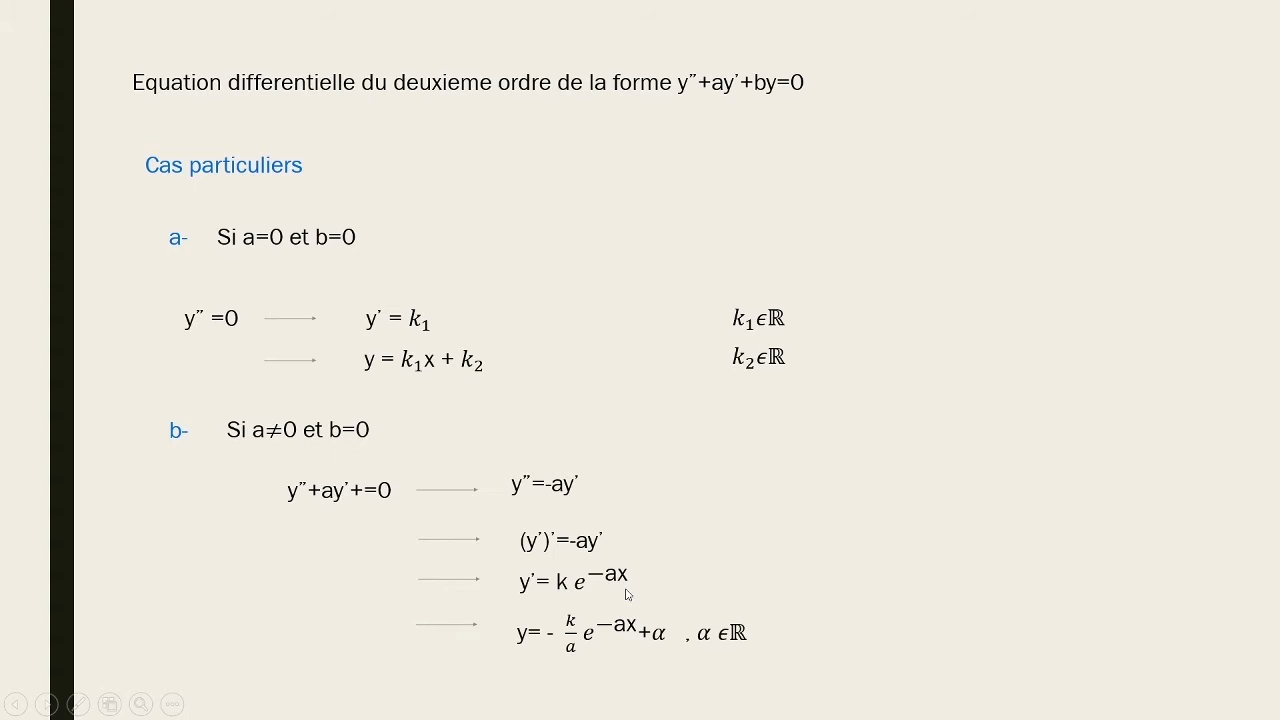 Equation differentielle du deuxieme ordre de la forme y”+ay’+by=0
Cas particuliers
a- Si a=0 et b=0
y” =0 y’ = k₁ k₁ϵℝ
y = k₁x + k₂ k₂ϵℝ
b- Si a≠0 et b=0
y”+ay’+=0 y”=-ay’
(y’)’=-ay’
y’= k e^−ax
y= - k/a e^−ax+α , α ϵℝ